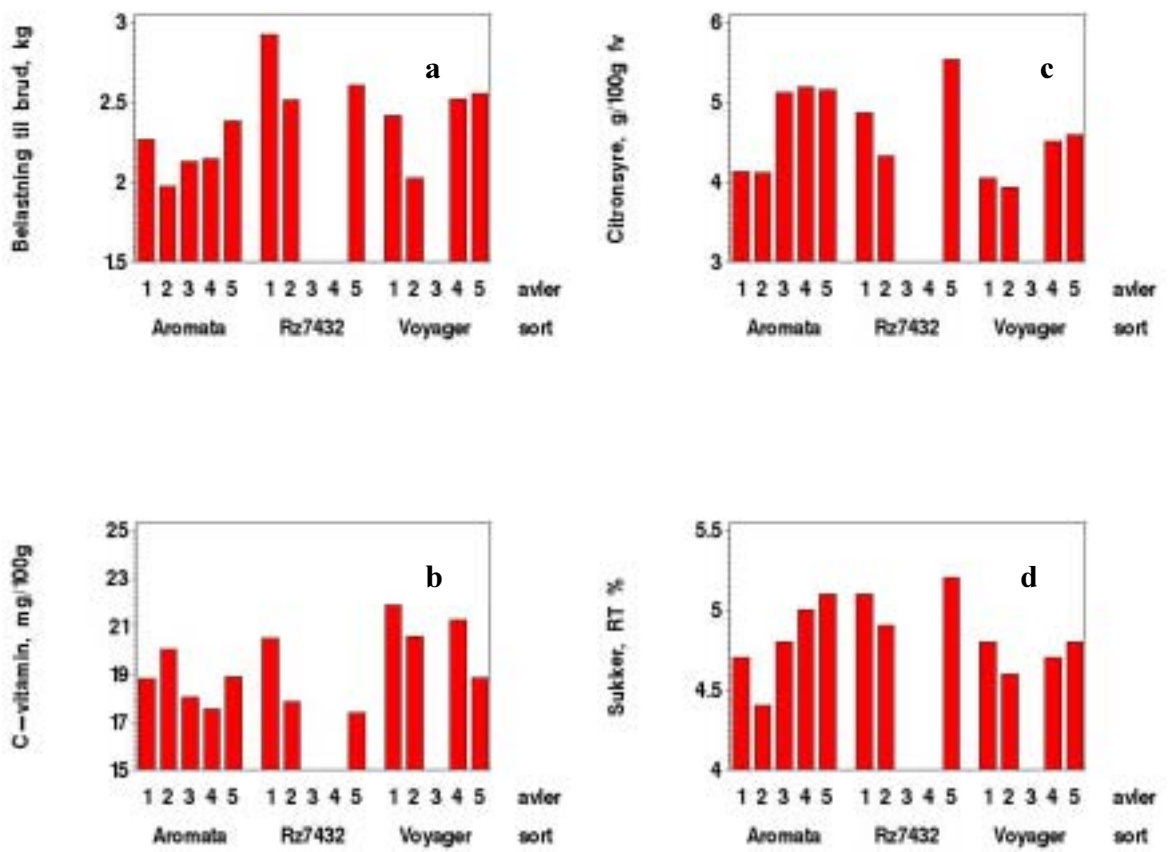 Belastning til brud, kg
3
2.5
2
1.5
a
1 2 3 4 5 1 2 3 4 5 1 2 3 4 5 avler
Aromata Rz7432 Voyager sort
Citronsyre, g/100g fv
6
5
4
3
c
1 2 3 4 5 1 2 3 4 5 1 2 3 4 5 avler
Aromata Rz7432 Voyager sort
C-vitamin, mg/100g
25
23
21
19
17
15
b
1 2 3 4 5 1 2 3 4 5 1 2 3 4 5 avler
Aromata Rz7432 Voyager sort
Sukker, RT %
5.5
5
4.5
4
d
1 2 3 4 5 1 2 3 4 5 1 2 3 4 5 avler
Aromata Rz7432 Voyager sort